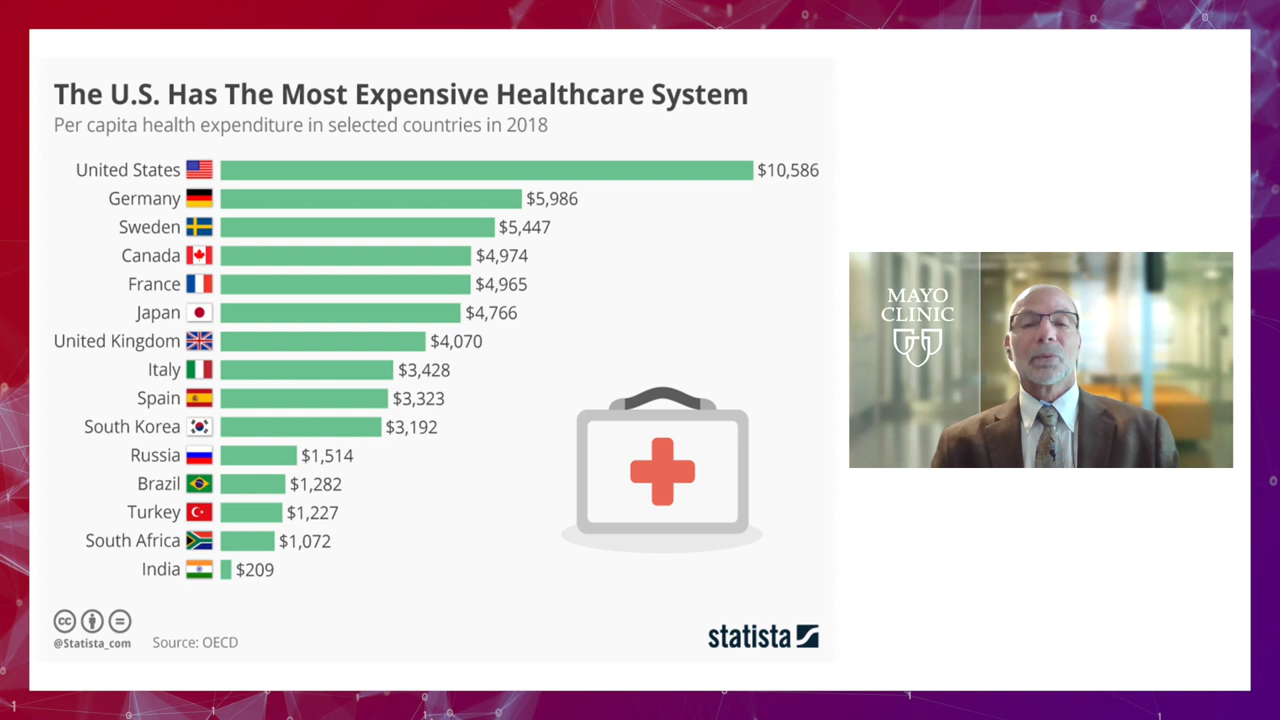 The U.S. Has The Most Expensive Healthcare System
Per capita health expenditure in selected countries in 2018
United States $10,586
Germany $5,986
Sweden $5,447
Canada $4,974
France $4,965
Japan $4,766
United Kingdom $4,070
Italy $3,428
Spain $3,323
South Korea $3,192
Russia $1,514
Brazil $1,282
Turkey $1,227
South Africa $1,072
India $209
cc
@Statista_com Source: OECD
statista
MAYO
CLINIC